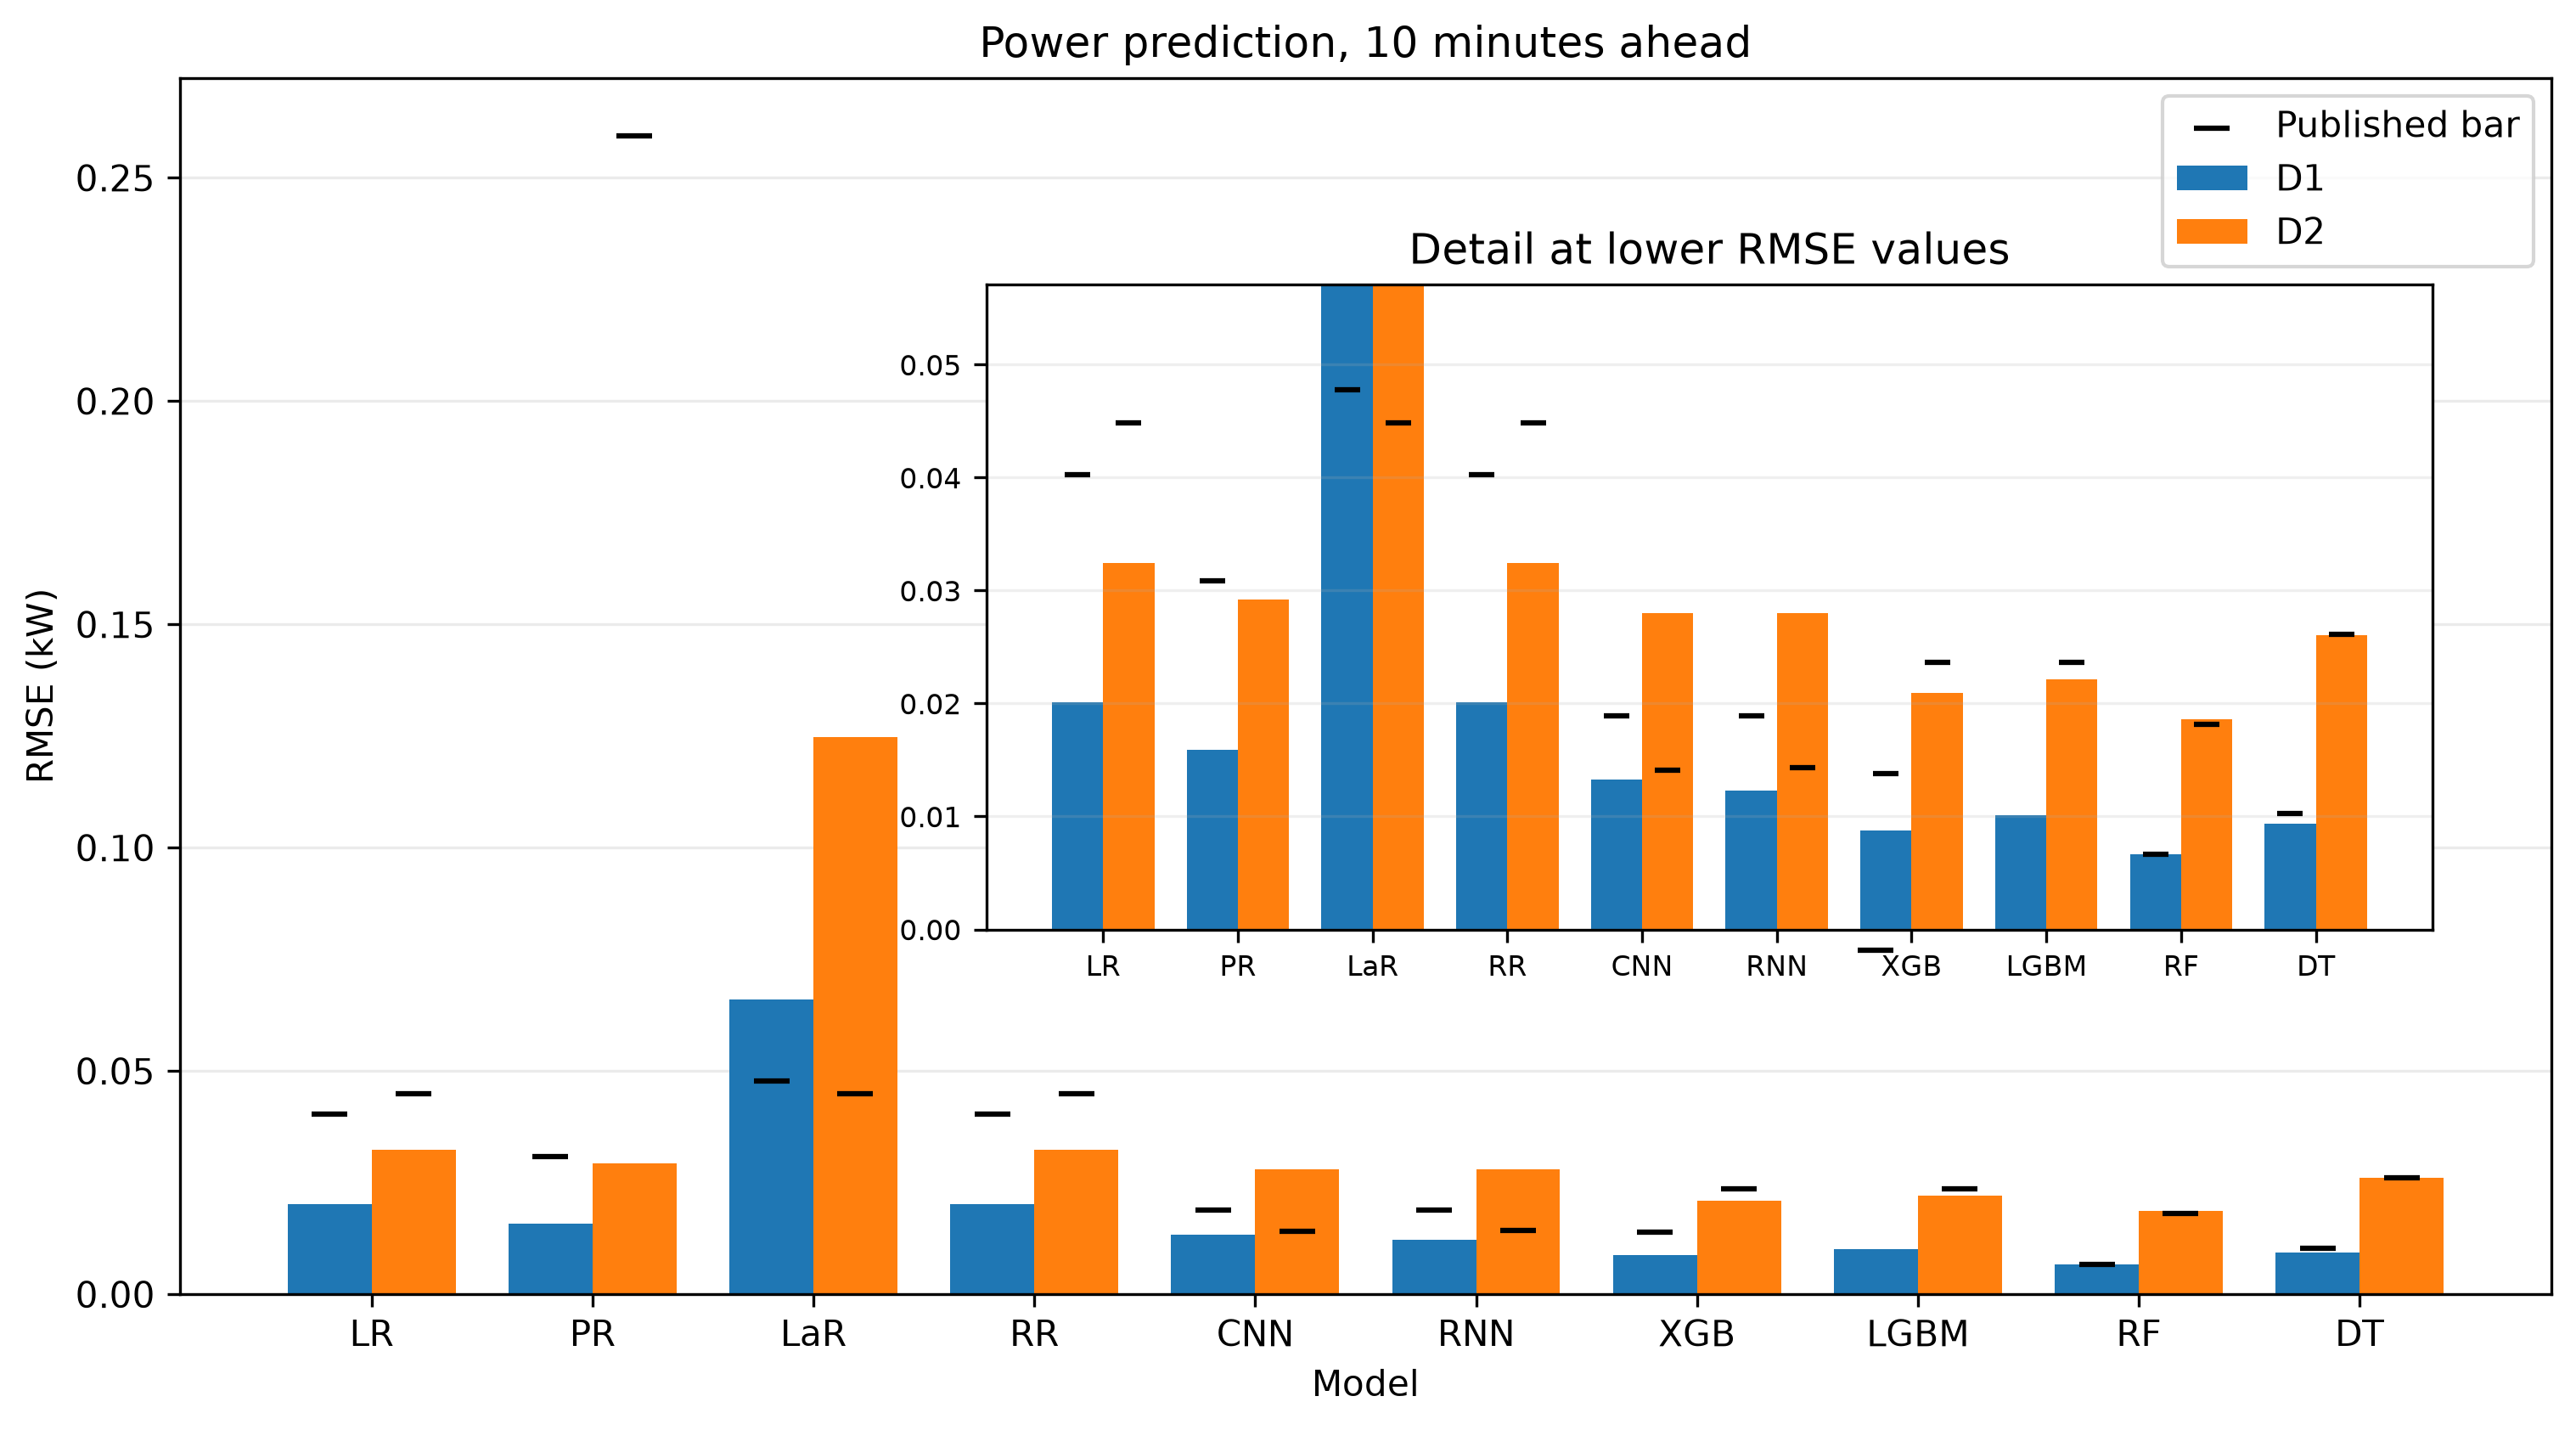 Power prediction, 10 minutes ahead
Published bar
D1
D2
Detail at lower RMSE values
0.05
0.04
0.03
0.02
0.01
0.00
LR PR LaR RR CNN RNN XGB LGBM RF DT
RMSE (kW)
0.25
0.20
0.15
0.10
0.05
0.00
LR PR LaR RR CNN RNN XGB LGBM RF DT
Model